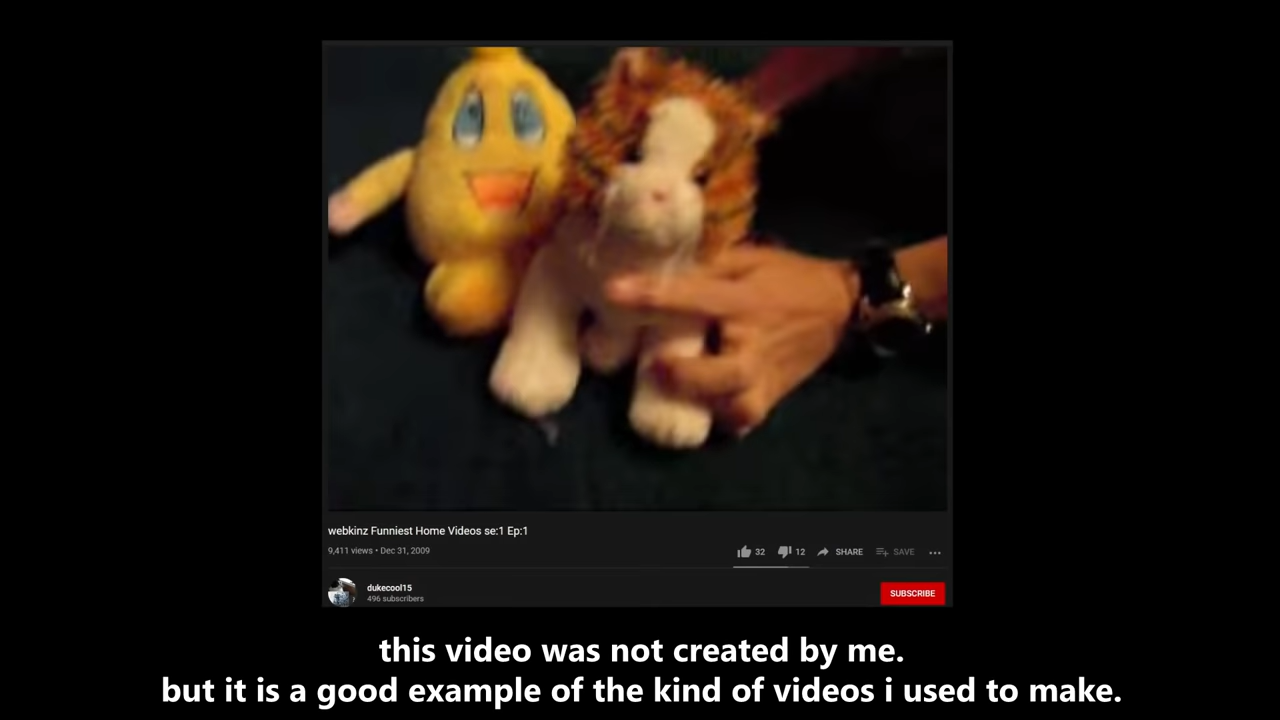 webkinz Funniest Home Videos se:1 Ep:1
9,411 views • Dec 31, 2009
32 12 SHARE SAVE
dukecool15
496 subscribers
SUBSCRIBE
this video was not created by me.
but it is a good example of the kind of videos i used to make.